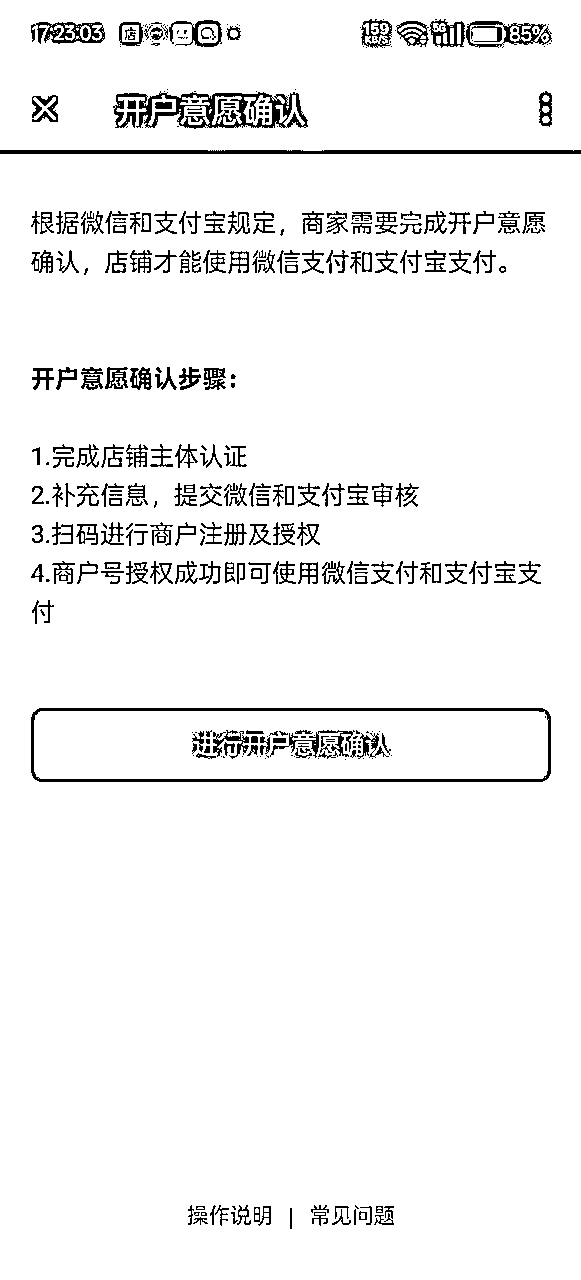 17:23:03 店 159 KB/s 5G 85%
开户意愿确认
根据微信和支付宝规定，商家需要完成开户意愿
确认，店铺才能使用微信支付和支付宝支付。
开户意愿确认步骤：
1.完成店铺主体认证
2.补充信息，提交微信和支付宝审核
3.扫码进行商户注册及授权
4.商户号授权成功即可使用微信支付和支付宝支
付
进行开户意愿确认
操作说明 | 常见问题